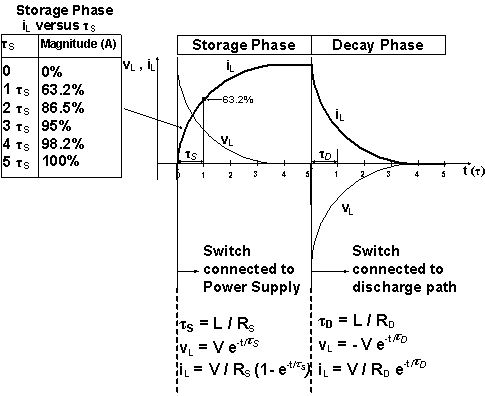 Storage Phase
iL versus τS
τS Magnitude (A)
0 0%
1 τS 63.2%
2 τS 86.5%
3 τS 95%
4 τS 98.2%
5 τS 100%
Storage Phase Decay Phase
vL , iL
iL
63.2%
vL
τS
0 1 2 3 4 5
iL
τD
1 2 3 4 5
t (τ)
vL
Switch
connected to
Power Supply
Switch
connected to
discharge path
τS = L / RS
vL = V e-t/τS
iL = V / RS (1- e-t/τs)
τD = L / RD
vL = - V e-t/τD
iL = V / RD e-t/τD